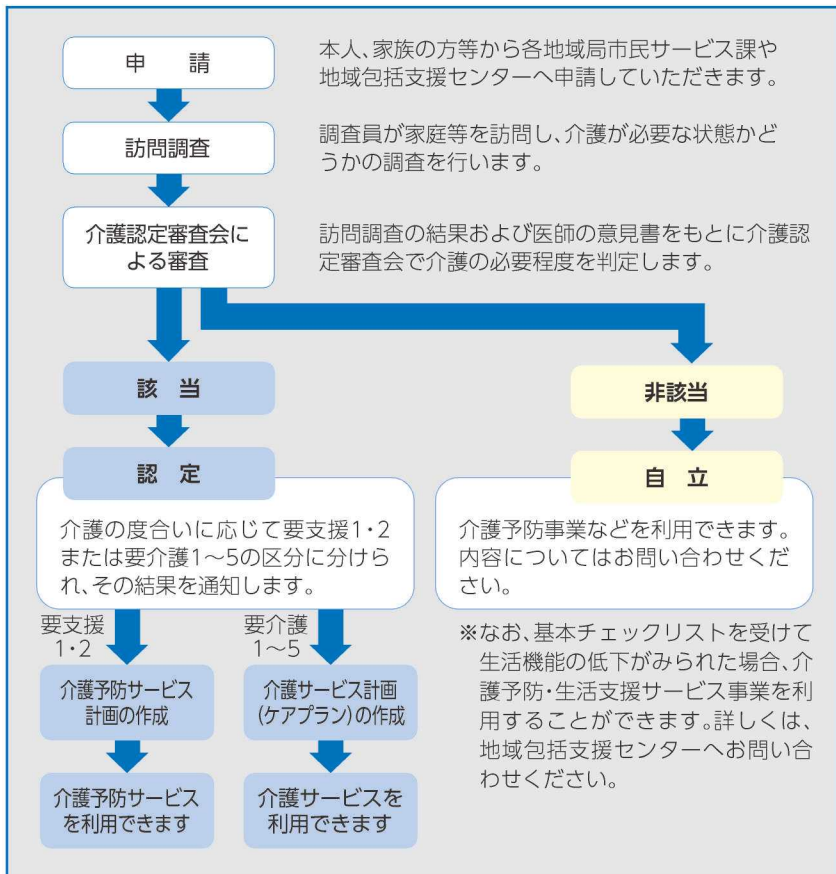 申　請
本人、家族の方等から各地域局市民サービス課や
地域包括支援センターへ申請していただきます。
訪問調査
調査員が家庭等を訪問し、介護が必要な状態かど
うかの調査を行います。
介護認定審査会に
よる審査
訪問調査の結果および医師の意見書をもとに介護認
定審査会で介護の必要程度を判定します。
該　当
認　定
介護の度合いに応じて要支援1・2
または要介護1～5の区分に分けら
れ、その結果を通知します。
要支援
1・2
要介護
1～5
介護予防サービス
計画の作成
介護サービス計画
(ケアプラン)の作成
介護予防サービス
を利用できます
介護サービスを
利用できます
非該当
自　立
介護予防事業などを利用できます。
内容についてはお問い合わせくだ
さい。
※なお、基本チェックリストを受けて
生活機能の低下がみられた場合、介
護予防・生活支援サービス事業を利
用することができます。詳しくは、
地域包括支援センターへお問い合
わせください。